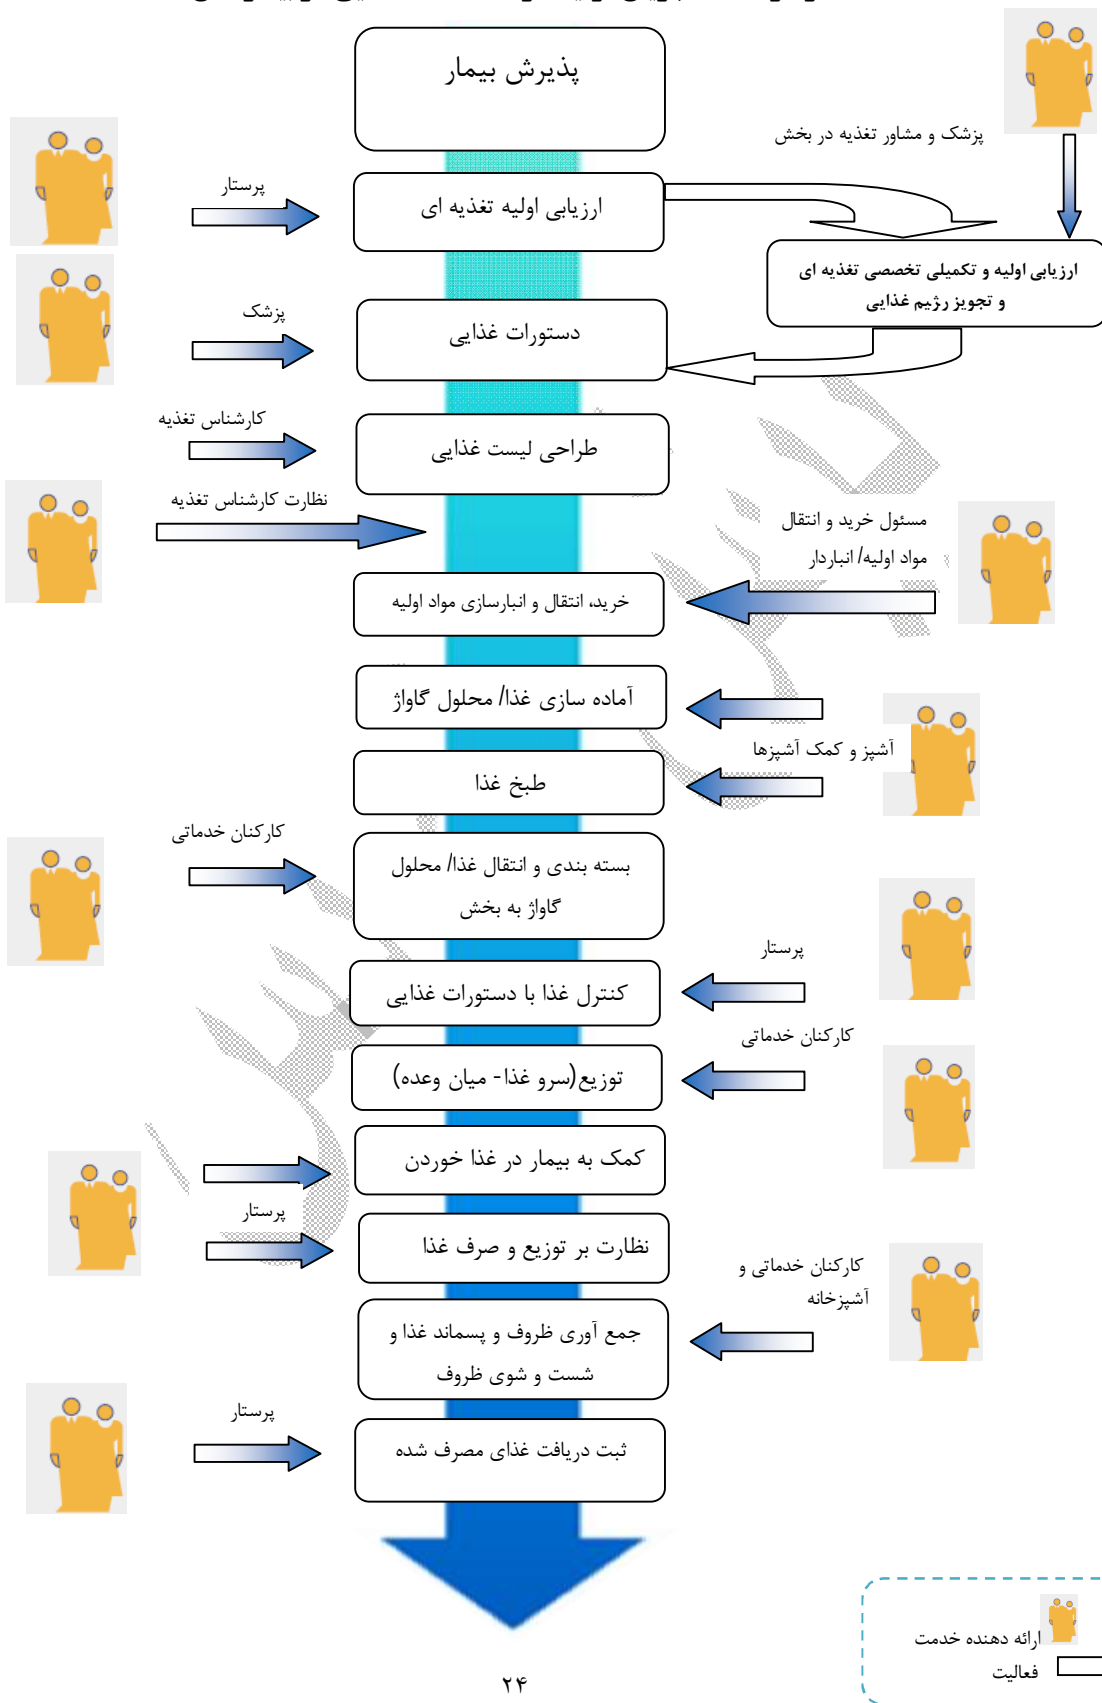 پذیرش بیمار
پزشک و مشاور تغذیه در بخش
پرستار
ارزیابی اولیه تغذیه ای
ارزیابی اولیه و تکمیلی تخصصی تغذیه ای
و تجویز رژیم غذایی
پزشک
دستورات غذایی
کارشناس تغذیه
طراحی لیست غذایی
نظارت کارشناس تغذیه
مسئول خرید و انتقال
مواد اولیه/ انباردار
خرید، انتقال و انبارسازی مواد اولیه
آماده سازی غذا/ محلول گاواژ
آشپز و کمک آشپزها
طبخ غذا
کارکنان خدماتی
بسته بندی و انتقال غذا/ محلول
گاواژ به بخش
پرستار
کنترل غذا با دستورات غذایی
کارکنان خدماتی
توزیع(سرو غذا- میان وعده)
کمک به بیمار در غذا خوردن
پرستار
نظارت بر توزیع و صرف غذا
کارکنان خدماتی و
آشپزخانه
جمع آوری ظروف و پسماند غذا و
شست و شوی ظروف
پرستار
ثبت دریافت غذای مصرف شده
ارائه دهنده خدمت
فعالیت
۲۴